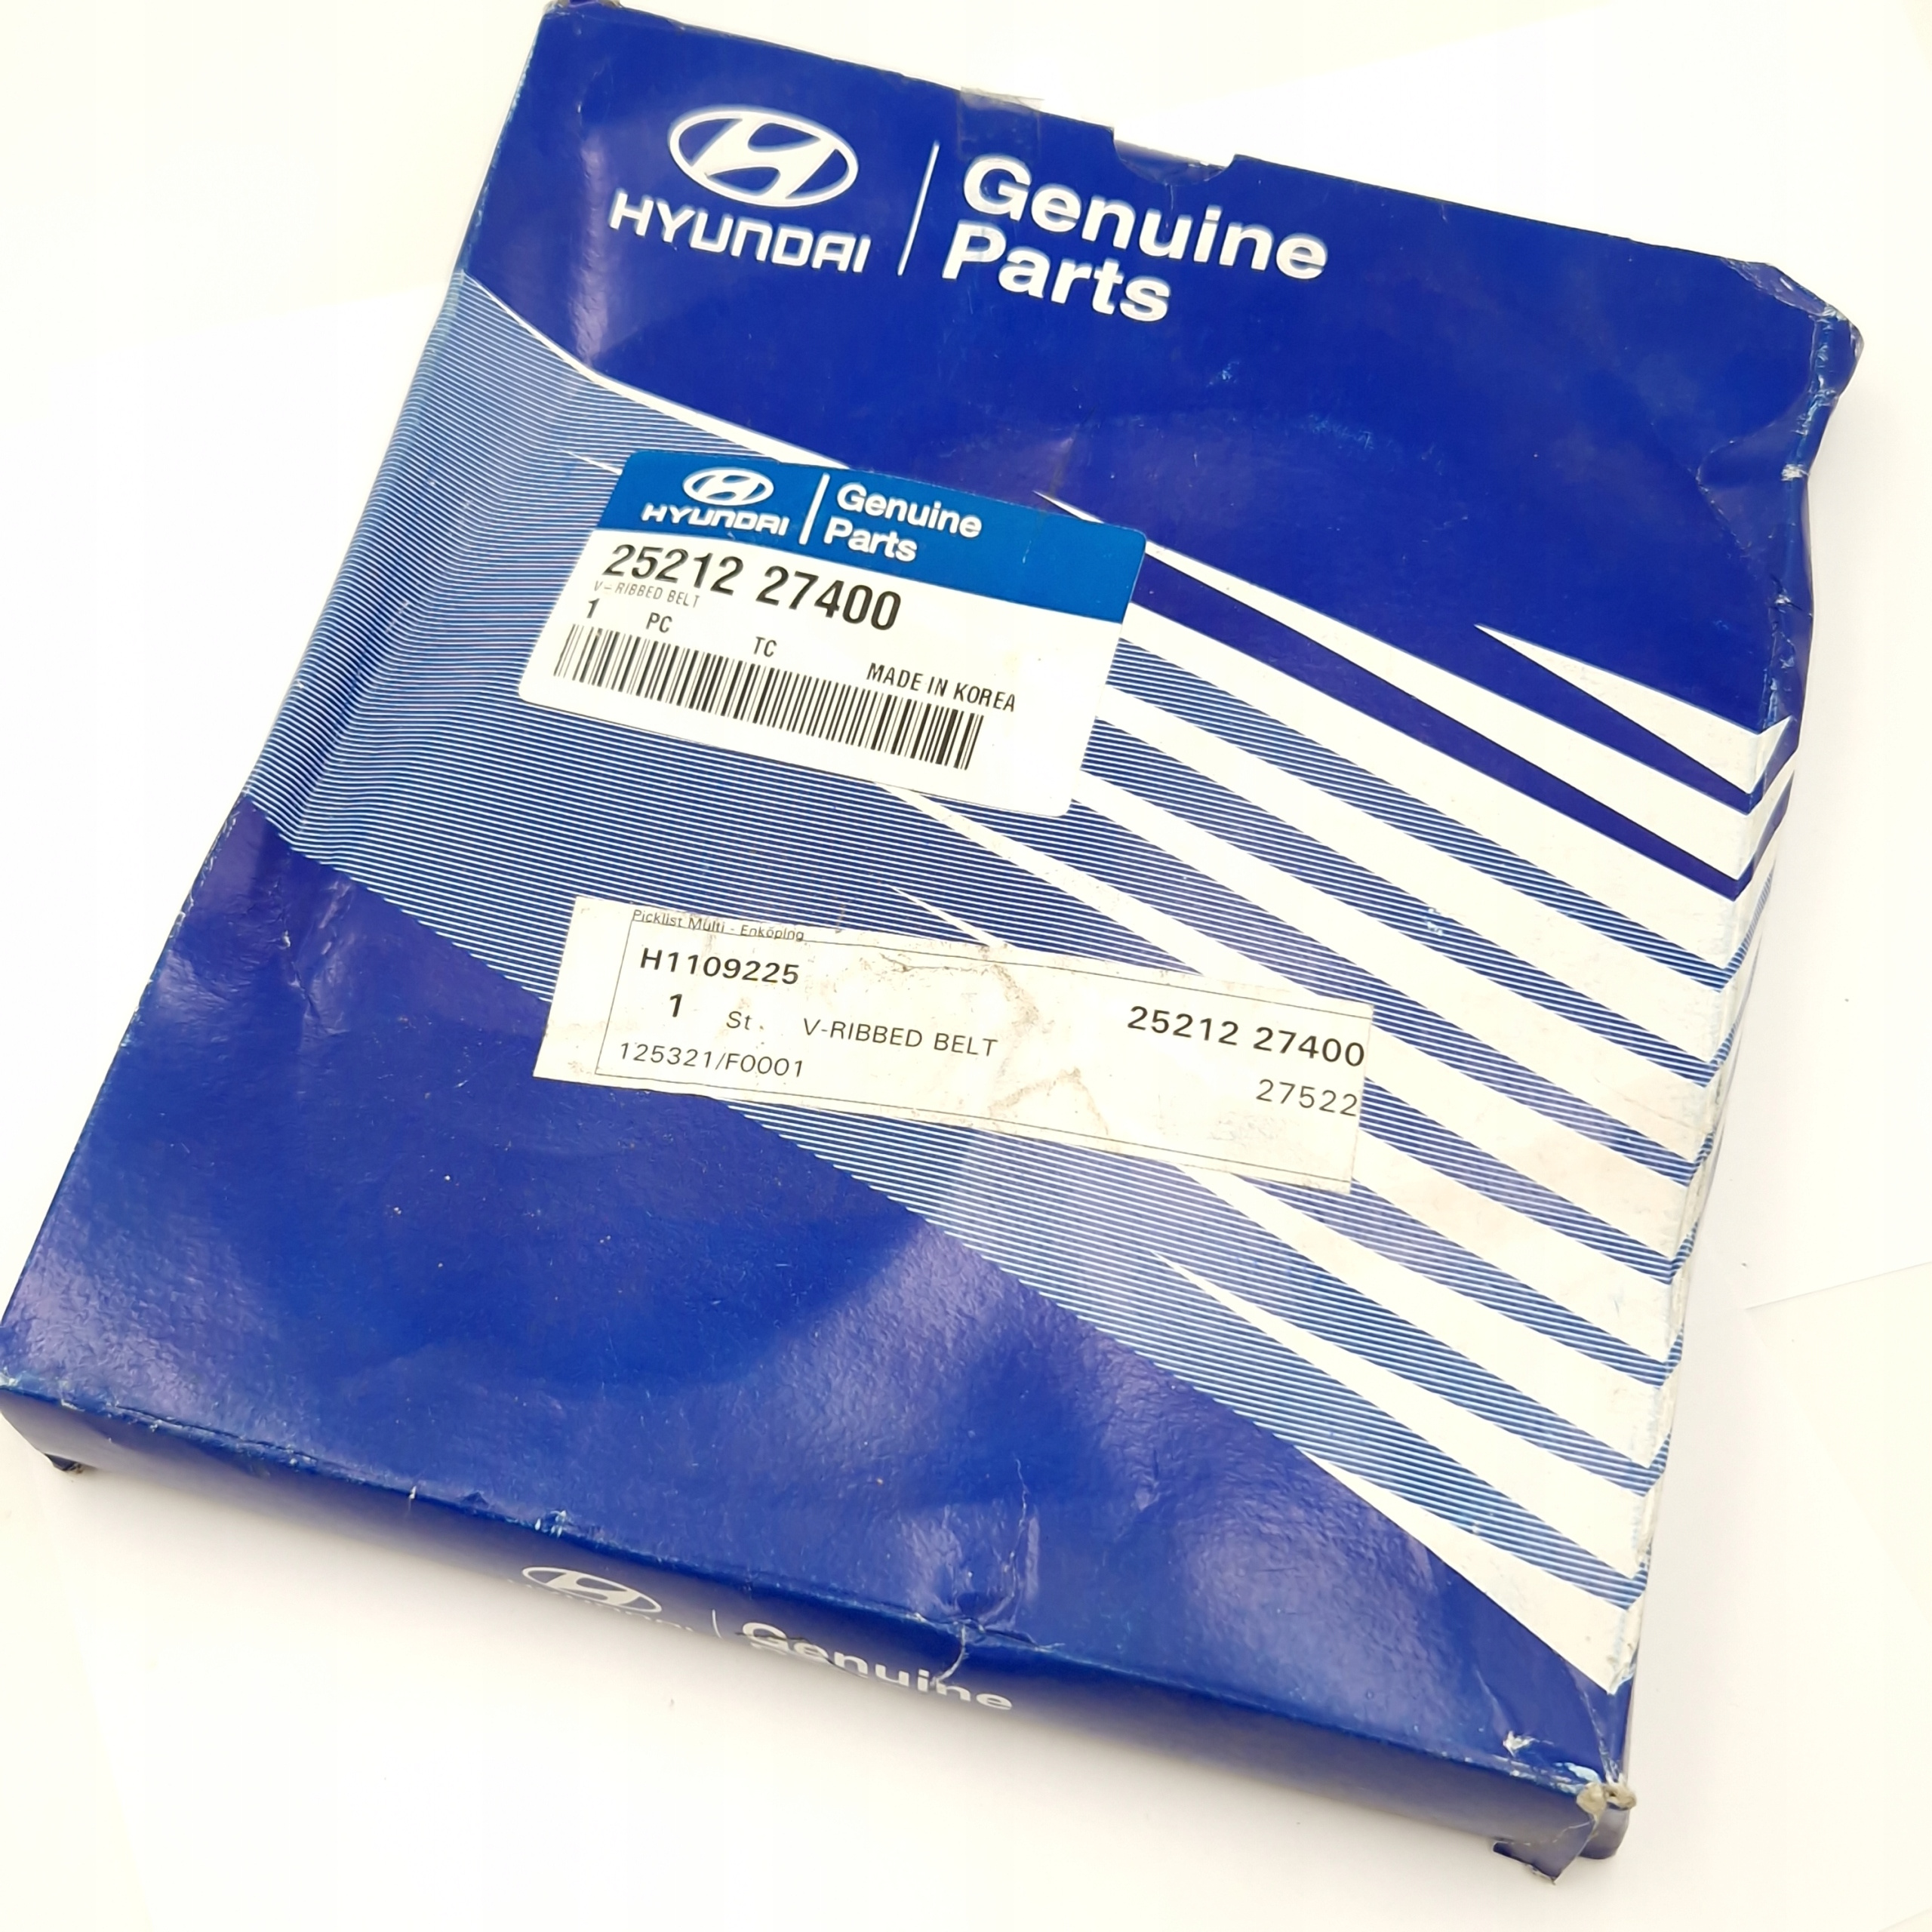 HYUNDAI
Genuine
Parts
HYUNDAI
Genuine
Parts
25212 27400
V-RIBBED BELT
1 PC TC
MADE IN KOREA
Picklist Multi - Enköping
H1109225
25212 27400
1 St. V-RIBBED BELT
125321/F0001
27522
Genuine